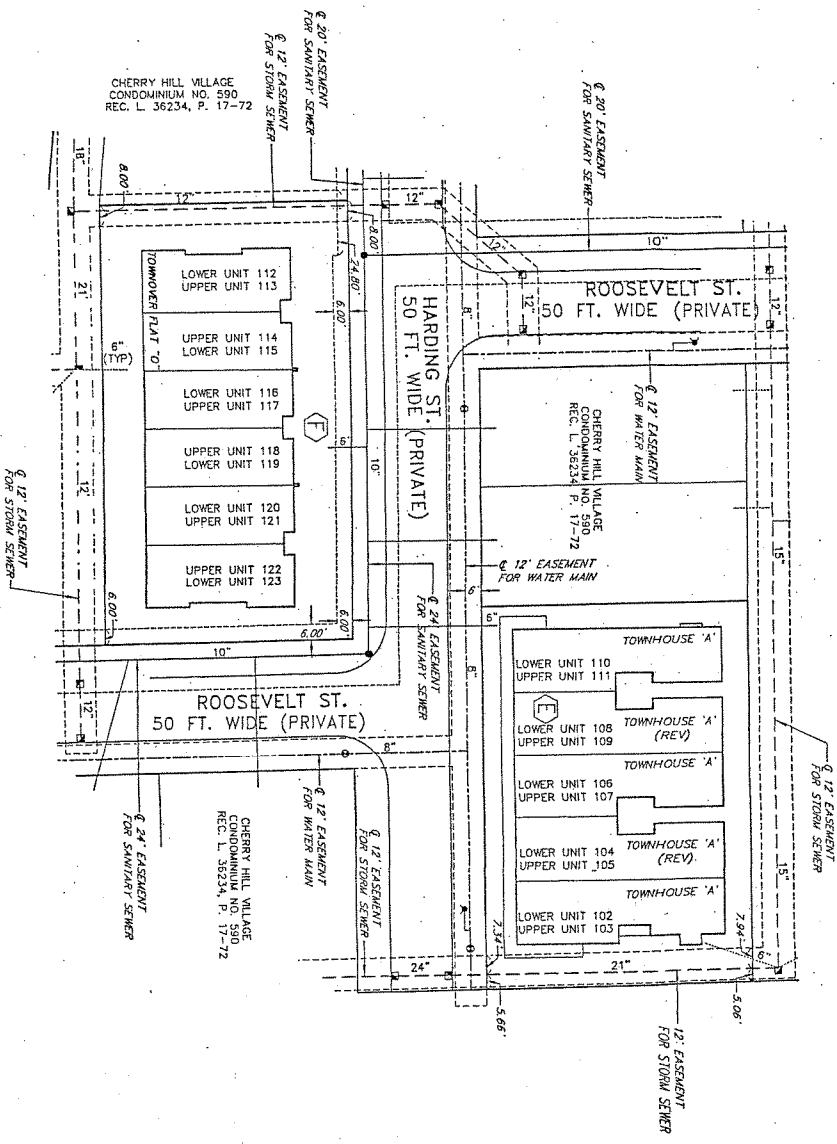 CHERRY HILL VILLAGE
CONDOMINIUM NO. 590
REC. L. 36234, P. 17-72
℄ 20' EASEMENT
FOR SANITARY SEWER
℄ 12' EASEMENT
FOR STORM SEWER
℄ 20' EASEMENT
FOR SANITARY SEWER
18"
8.00'
12"
12"
8.00'
24.80'
6.00'
12"
10"
12"
12"
ROOSEVELT ST.
50 FT. WIDE (PRIVATE)
8"
HARDING ST.
50 FT. WIDE (PRIVATE)
℄ 12' EASEMENT
FOR WATER MAIN
CHERRY HILL VILLAGE
CONDOMINIUM NO. 590
REC. L. 36234, P. 17-72
15"
21'
6"
(TYP)
TOWNOVER FLAT "O"
LOWER UNIT 112
UPPER UNIT 113
UPPER UNIT 114
LOWER UNIT 115
LOWER UNIT 116
UPPER UNIT 117
UPPER UNIT 118
LOWER UNIT 119
LOWER UNIT 120
UPPER UNIT 121
UPPER UNIT 122
LOWER UNIT 123
F
6'
10"
12'
℄ 12' EASEMENT
FOR STORM SEWER
℄ 12' EASEMENT
FOR WATER MAIN
6'
6"
6.00'
6.00'
6.00'
10"
℄ 24' EASEMENT
FOR SANITARY SEWER
8"
TOWNHOUSE 'A'
LOWER UNIT 110
UPPER UNIT 111
E
TOWNHOUSE 'A'
(REV)
LOWER UNIT 108
UPPER UNIT 109
TOWNHOUSE 'A'
LOWER UNIT 106
UPPER UNIT 107
TOWNHOUSE 'A'
(REV)
LOWER UNIT 104
UPPER UNIT 105
TOWNHOUSE 'A'
LOWER UNIT 102
UPPER UNIT 103
15"
℄ 12' EASEMENT
FOR STORM SEWER
12"
ROOSEVELT ST.
50 FT. WIDE (PRIVATE)
8"
℄ 24' EASEMENT
FOR SANITARY SEWER
℄ 12' EASEMENT
FOR WATER MAIN
CHERRY HILL VILLAGE
CONDOMINIUM NO. 590
REC. L. 36234, P. 17-72
℄ 12' EASEMENT
FOR STORM SEWER
24"
7.34'
21"
7.94'
6"
5.66'
5.06'
12' EASEMENT
FOR STORM SEWER